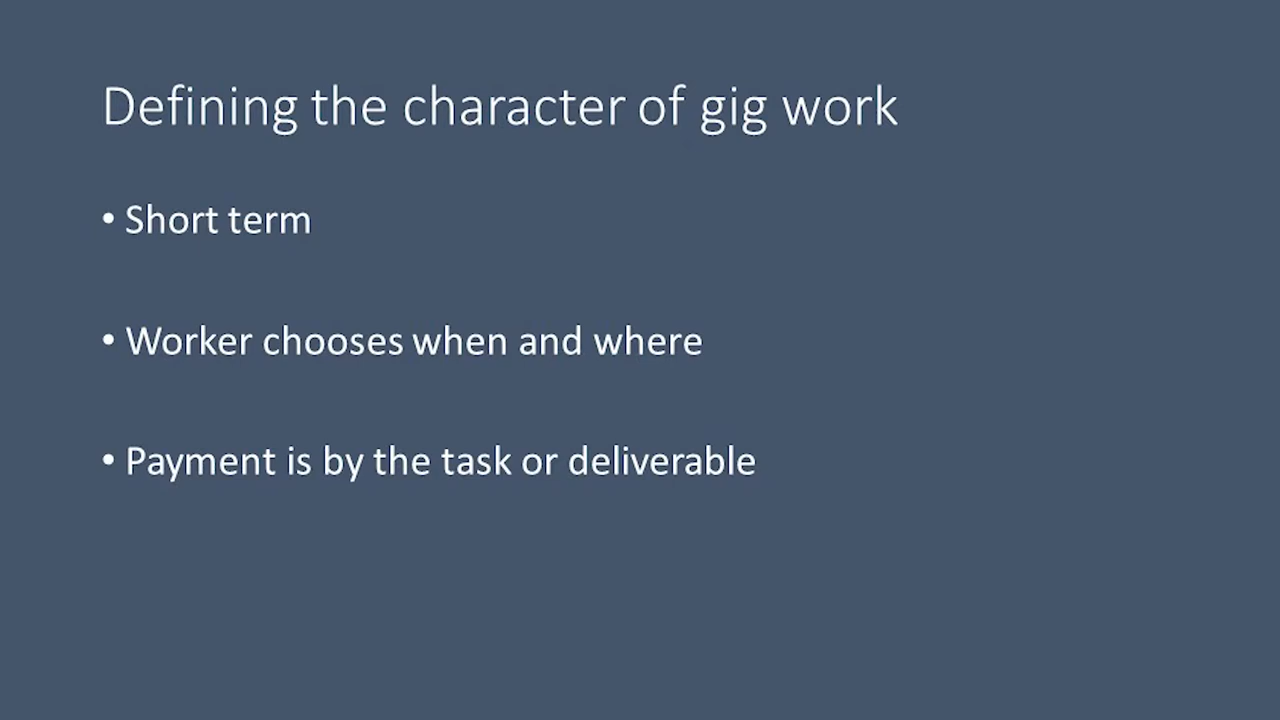 Defining the character of gig work
• Short term
• Worker chooses when and where
• Payment is by the task or deliverable